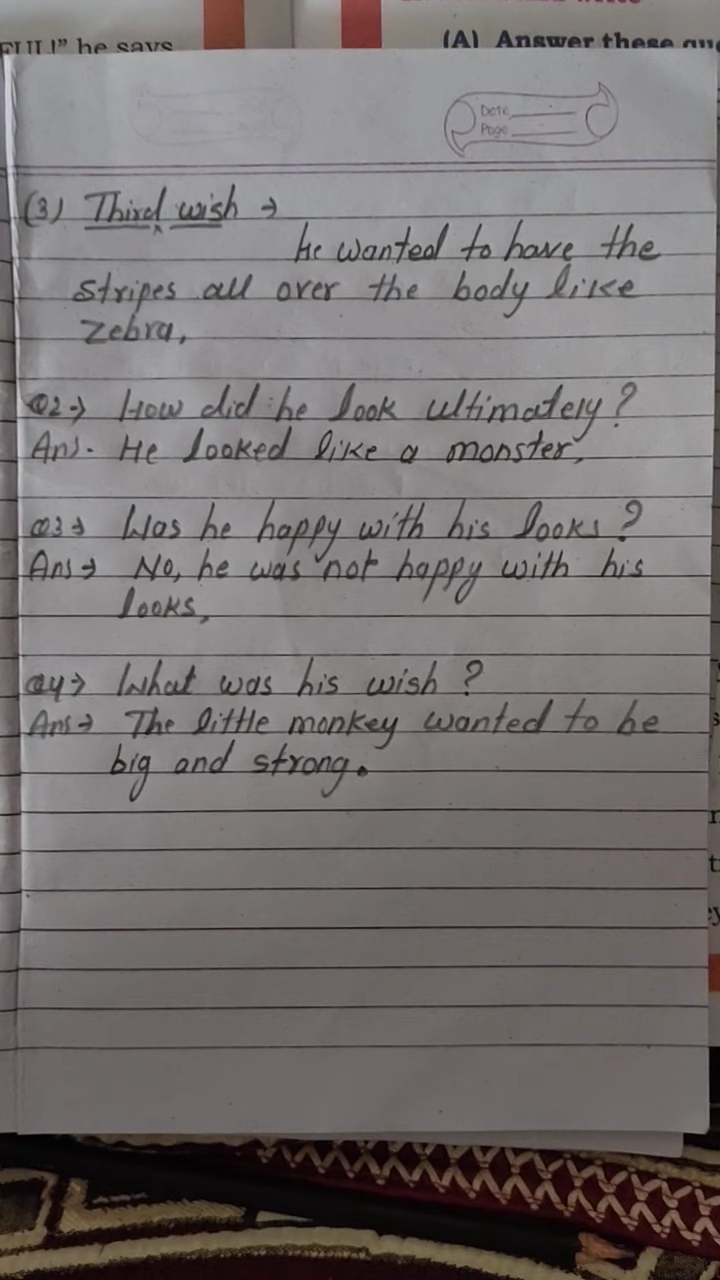 FUL!" he says
(A) Answer these que
Date
Page
(3) Third wish →
he wanted to have the
stripes all over the body like
zebra,
Q2→ How did he look ultimately?
Ans. He looked like a monster,
Q3→ Was he happy with his looks?
Ans→ No, he was not happy with his
looks,
Q4→ What was his wish?
Ans→ The little monkey wanted to be
big and strong.